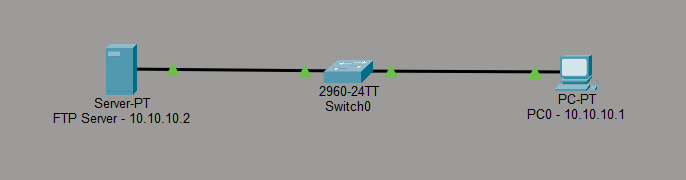 Server-PT
FTP Server - 10.10.10.2
2960-24TT
Switch0
PC-PT
PC0 - 10.10.10.1